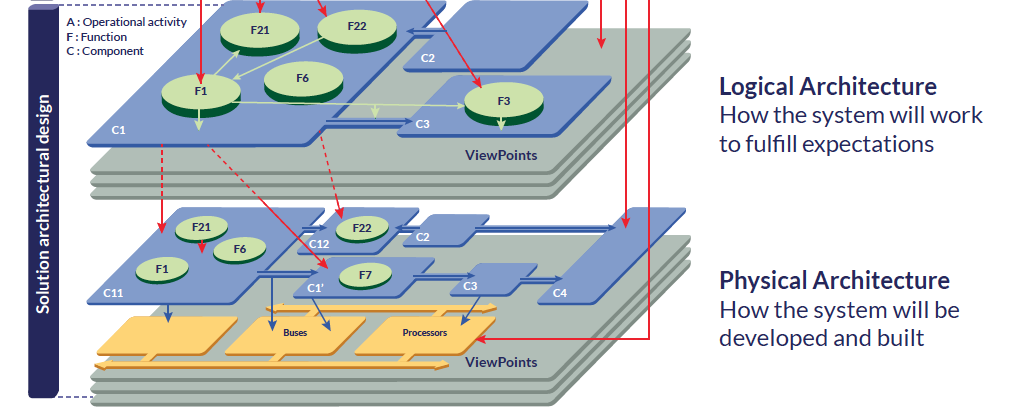 Solution architectural design
A : Operational activity
F : Function
C : Component
F21
F22
F6
F1
F3
C2
C1
C3
ViewPoints
Logical Architecture
How the system will work
to fulfill expectations
F21
F6
F1
F22
C12
C2
F7
C11
C1'
C3
C4
Buses
Processors
ViewPoints
Physical Architecture
How the system will be
developed and built